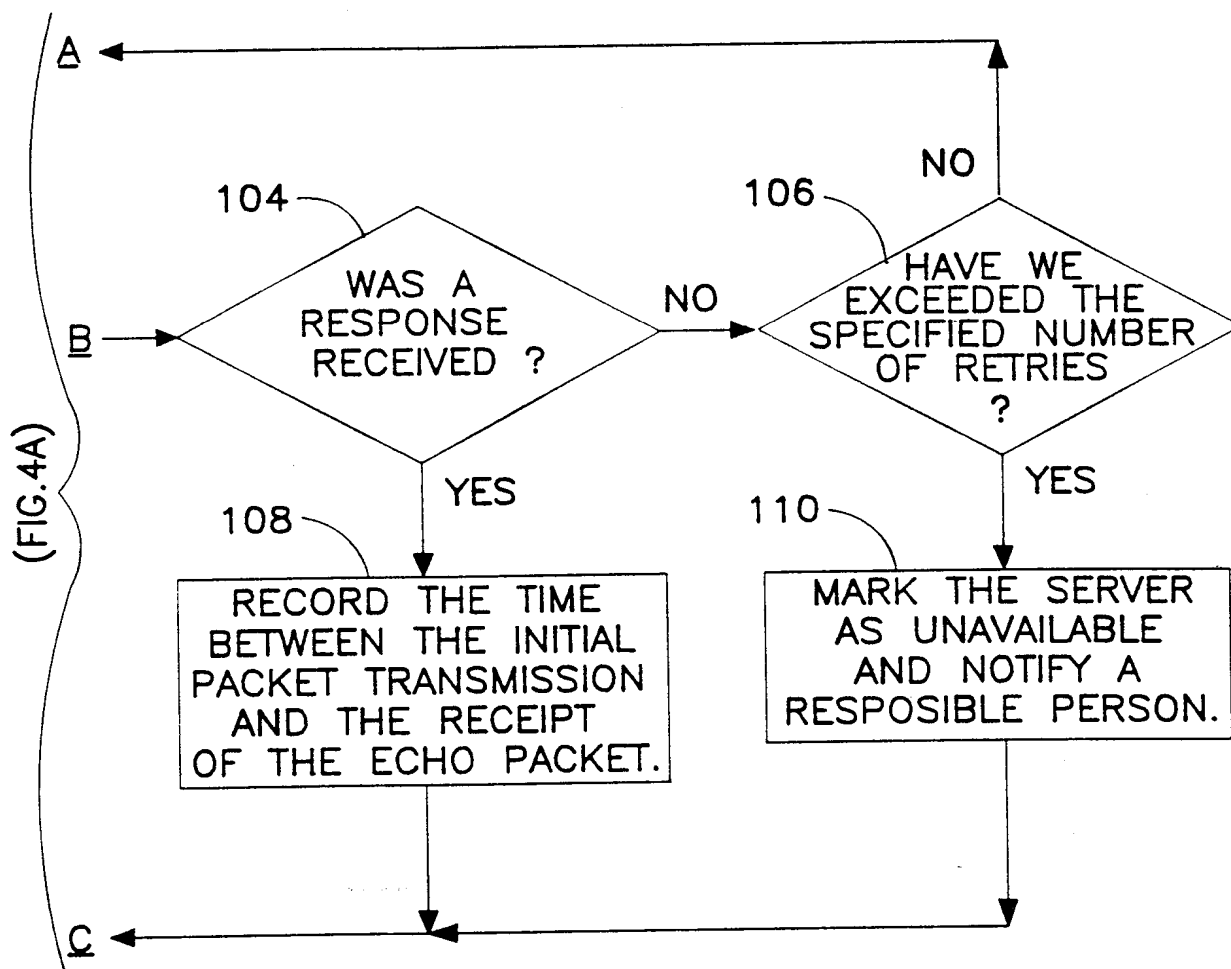 A
NO
104
106
WAS A
RESPONSE
RECEIVED ?
NO
HAVE WE
EXCEEDED THE
SPECIFIED NUMBER
OF RETRIES
?
B
(FIG.4A)
YES
YES
108
110
RECORD THE TIME
BETWEEN THE INITIAL
PACKET TRANSMISSION
AND THE RECEIPT
OF THE ECHO PACKET.
MARK THE SERVER
AS UNAVAILABLE
AND NOTIFY A
RESPOSIBLE PERSON.
C